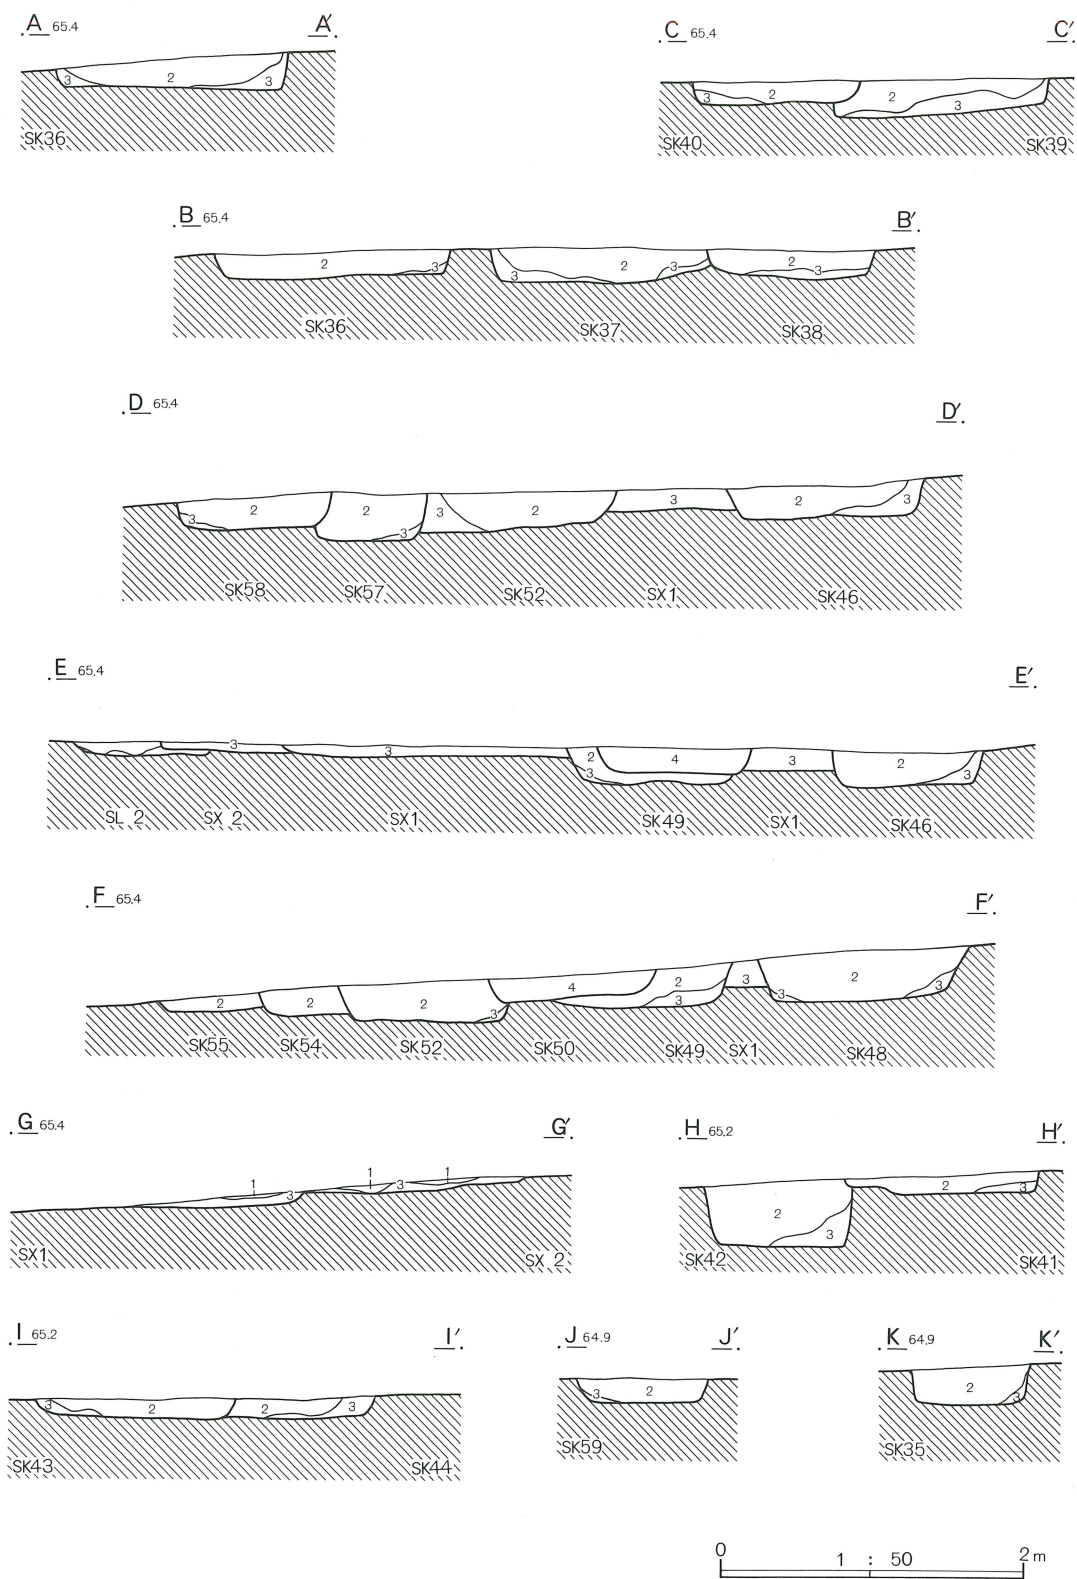 A 65.4 A′
3 2 3
SK36
C 65.4 C′
3 2 2 3
SK40 SK39
B 65.4 B′
2 3 3 2 3 2 3
SK36 SK37 SK38
D 65.4 D′
3 2 2 3 3 2 3 2 3
SK58 SK57 SK52 SX1 SK46
E 65.4 E′
3 3 2 3 4 3 2 3
SL 2 SX 2 SX1 SK49 SX1 SK46
F 65.4 F′
2 2 2 3 4 2 3 3 3 2 3
SK55 SK54 SK52 SK50 SK49 SX1 SK48
G 65.4 G′
1 3 1 3 1
SX1 SX 2
H 65.2 H′
2 3 2 3
SK42 SK41
I 65.2 I′
3 2 2 3
SK43 SK44
J 64.9 J′
3 2
SK59
K 64.9 K′
2 3
SK35
0 1 : 50 2m